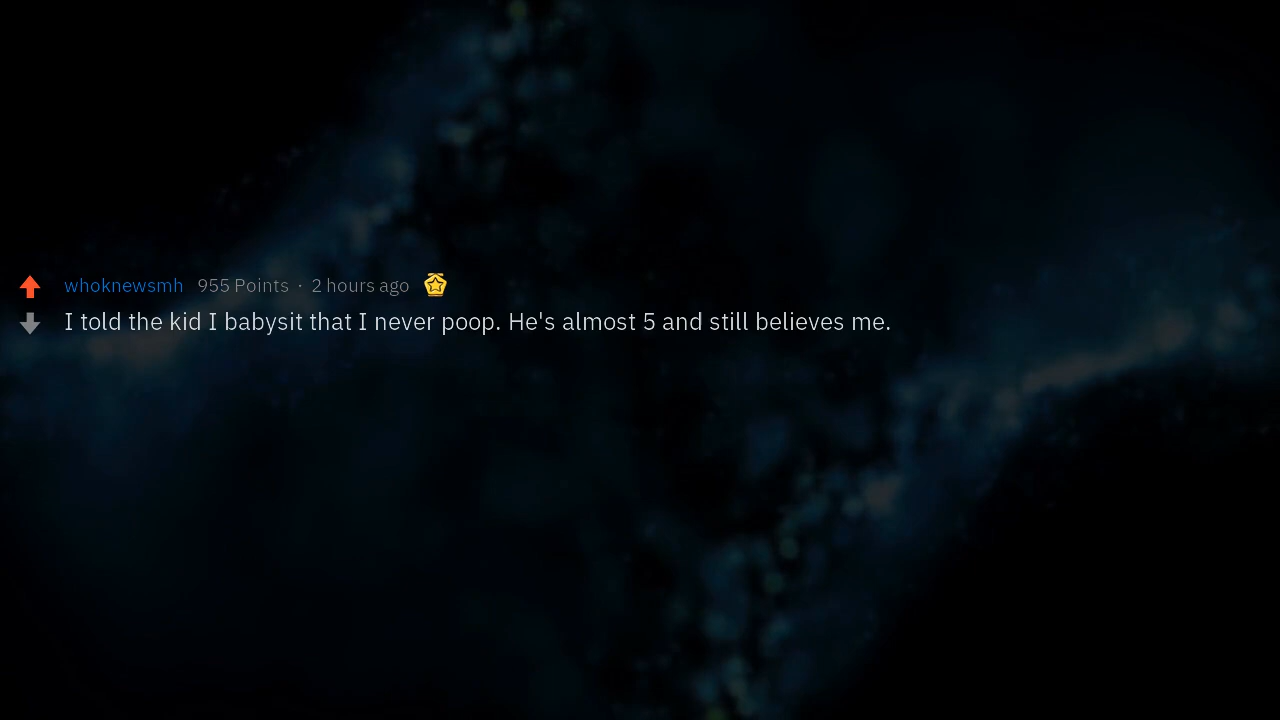 whoknewsmh 955 Points · 2 hours ago
I told the kid I babysit that I never poop. He's almost 5 and still believes me.